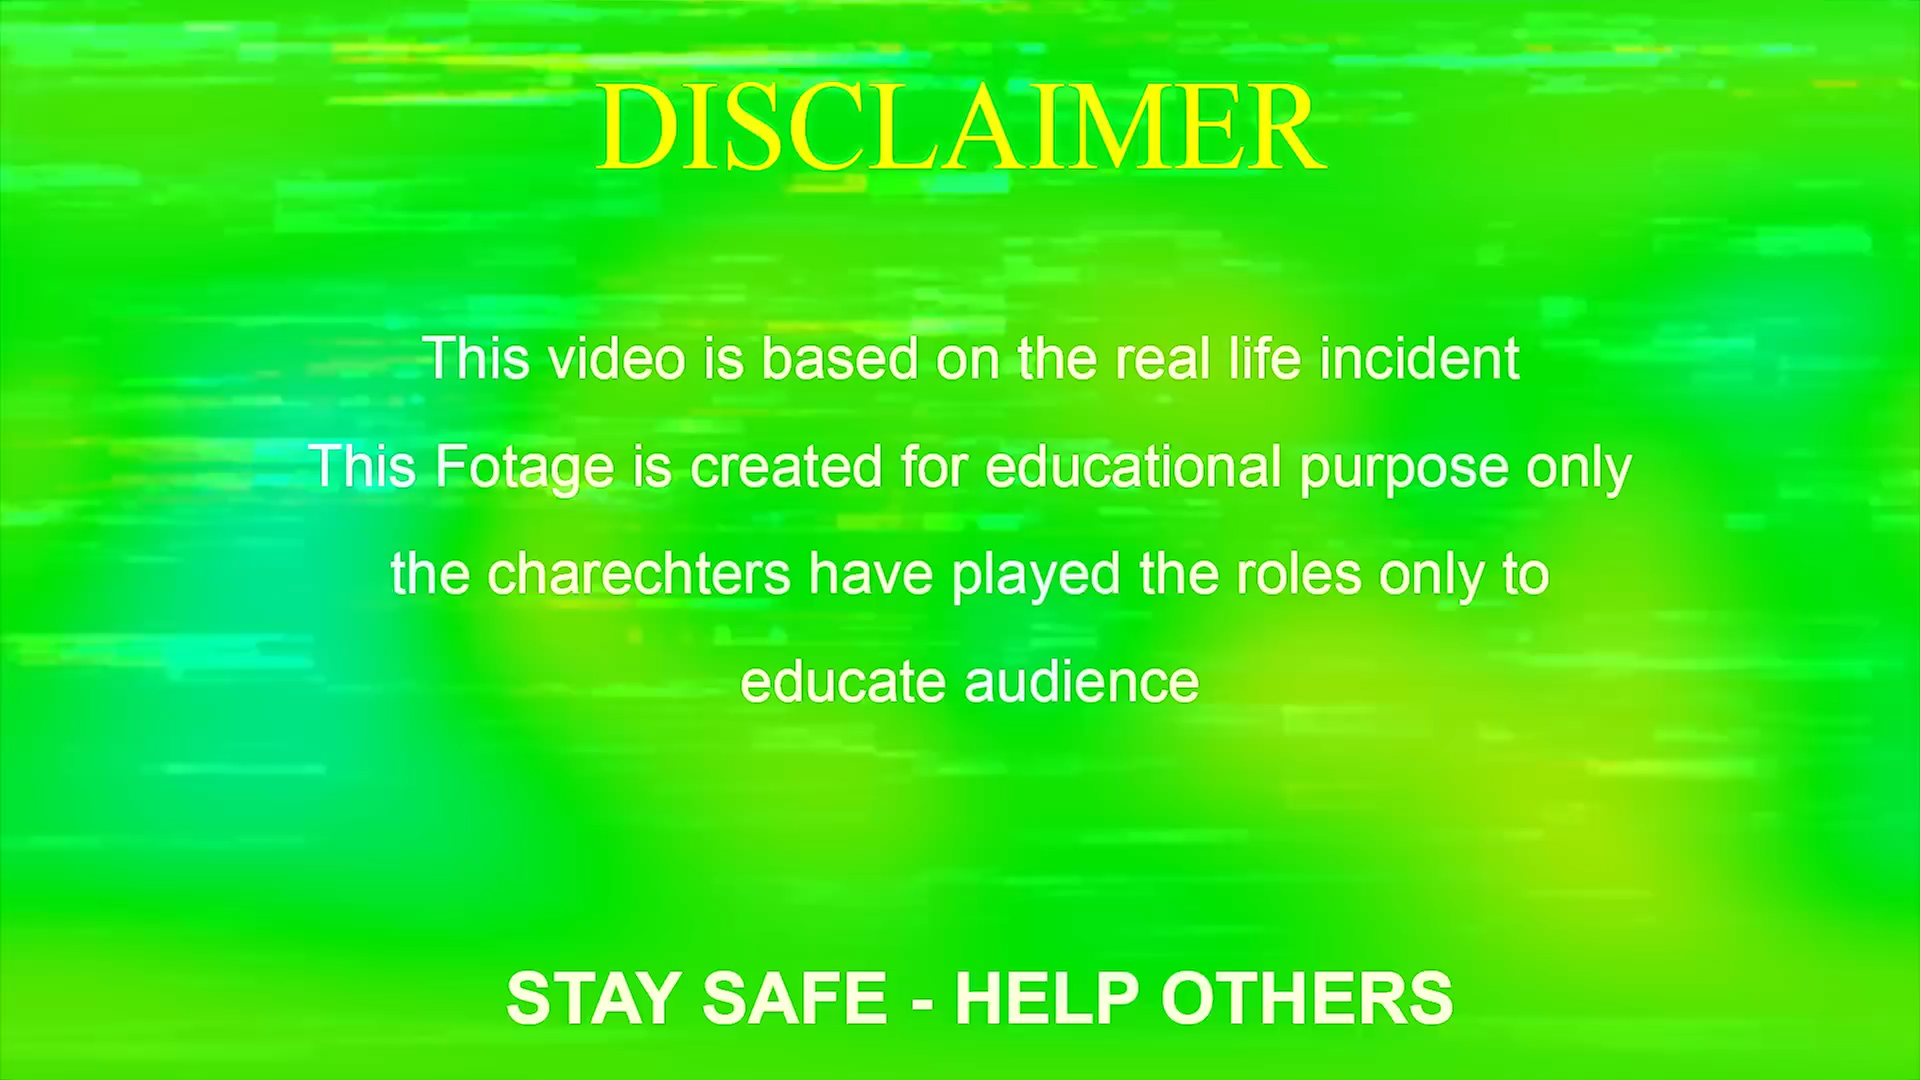 DISCLAIMER
This video is based on the real life incident
This Fotage is created for educational purpose only
the charechters have played the roles only to
educate audience
STAY SAFE - HELP OTHERS